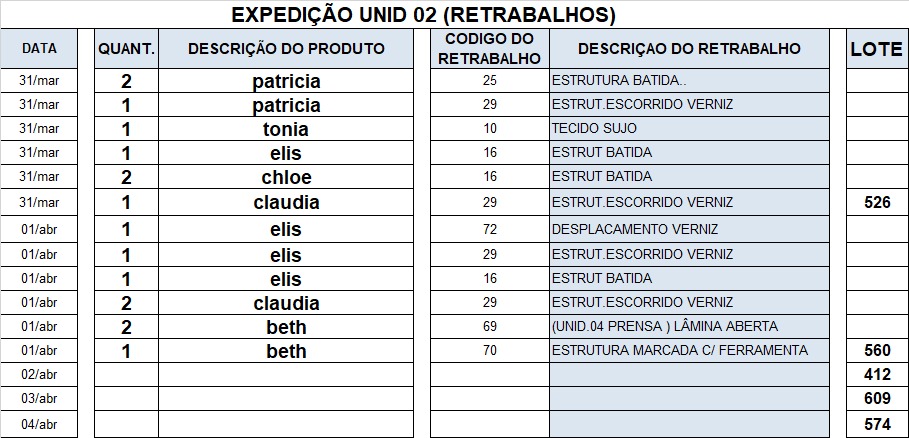 EXPEDIÇÃO UNID 02 (RETRABALHOS)
DATA QUANT. DESCRIÇÃO DO PRODUTO CODIGO DO RETRABALHO DESCRIÇAO DO RETRABALHO LOTE
31/mar 2 patricia 25 ESTRUTURA BATIDA..
31/mar 1 patricia 29 ESTRUT.ESCORRIDO VERNIZ
31/mar 1 tonia 10 TECIDO SUJO
31/mar 1 elis 16 ESTRUT BATIDA
31/mar 2 chloe 16 ESTRUT BATIDA
31/mar 1 claudia 29 ESTRUT.ESCORRIDO VERNIZ 526
01/abr 1 elis 72 DESPLACAMENTO VERNIZ
01/abr 1 elis 29 ESTRUT.ESCORRIDO VERNIZ
01/abr 1 elis 16 ESTRUT BATIDA
01/abr 2 claudia 29 ESTRUT.ESCORRIDO VERNIZ
01/abr 2 beth 69 (UNID.04 PRENSA ) LÂMINA ABERTA
01/abr 1 beth 70 ESTRUTURA MARCADA C/ FERRAMENTA 560
02/abr 412
03/abr 609
04/abr 574